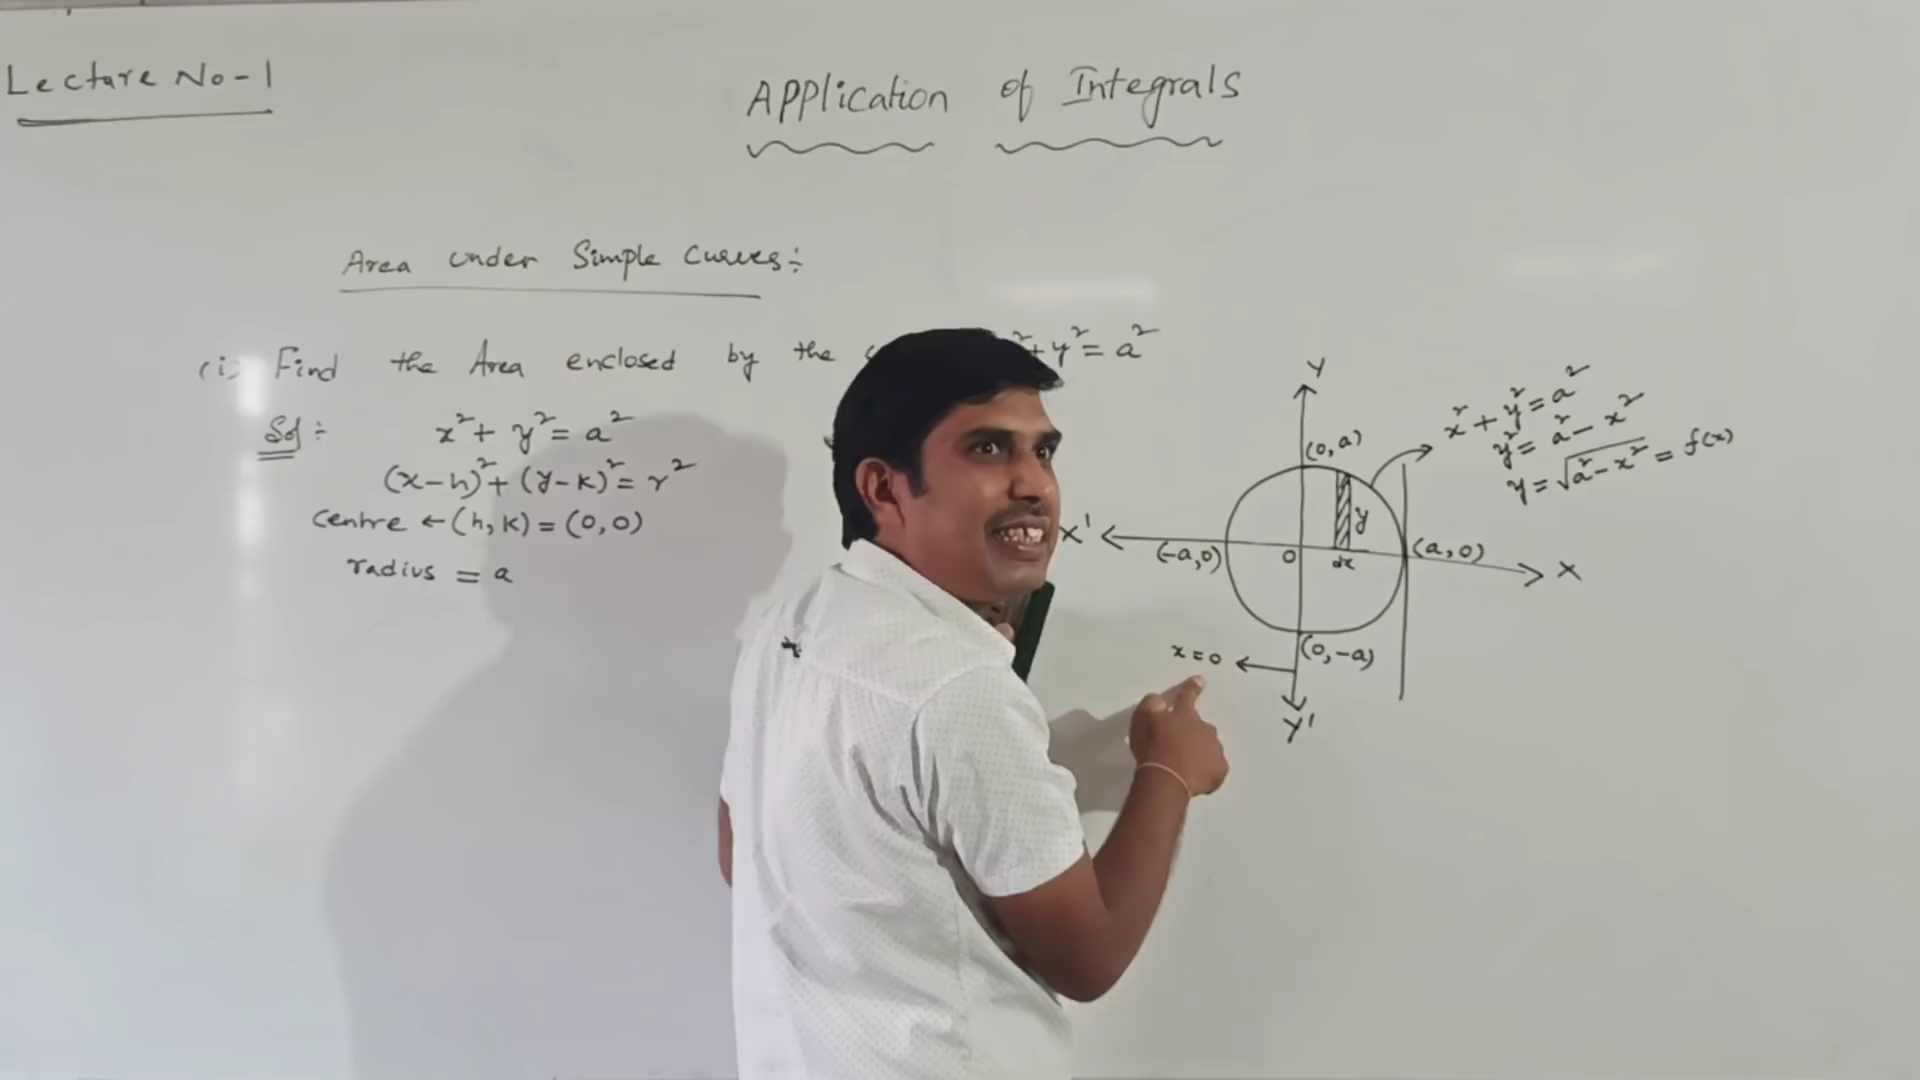 Lecture No-1
Application of Integrals
Area under Simple Curves:-
(i) Find the Area enclosed by the x²+y²=a²
Sol:- x²+y²=a²
(x-h)²+(y-k)²=r²
Centre ← (h,k)=(0,0)
radius = a
Y
(0,a)
x²+y²=a²
y²=a²-x²
y=√a²-x² = f(x)
y
X'
(-a,0)
0
dx
(a,0)
X
(0,-a)
x=0
Y'